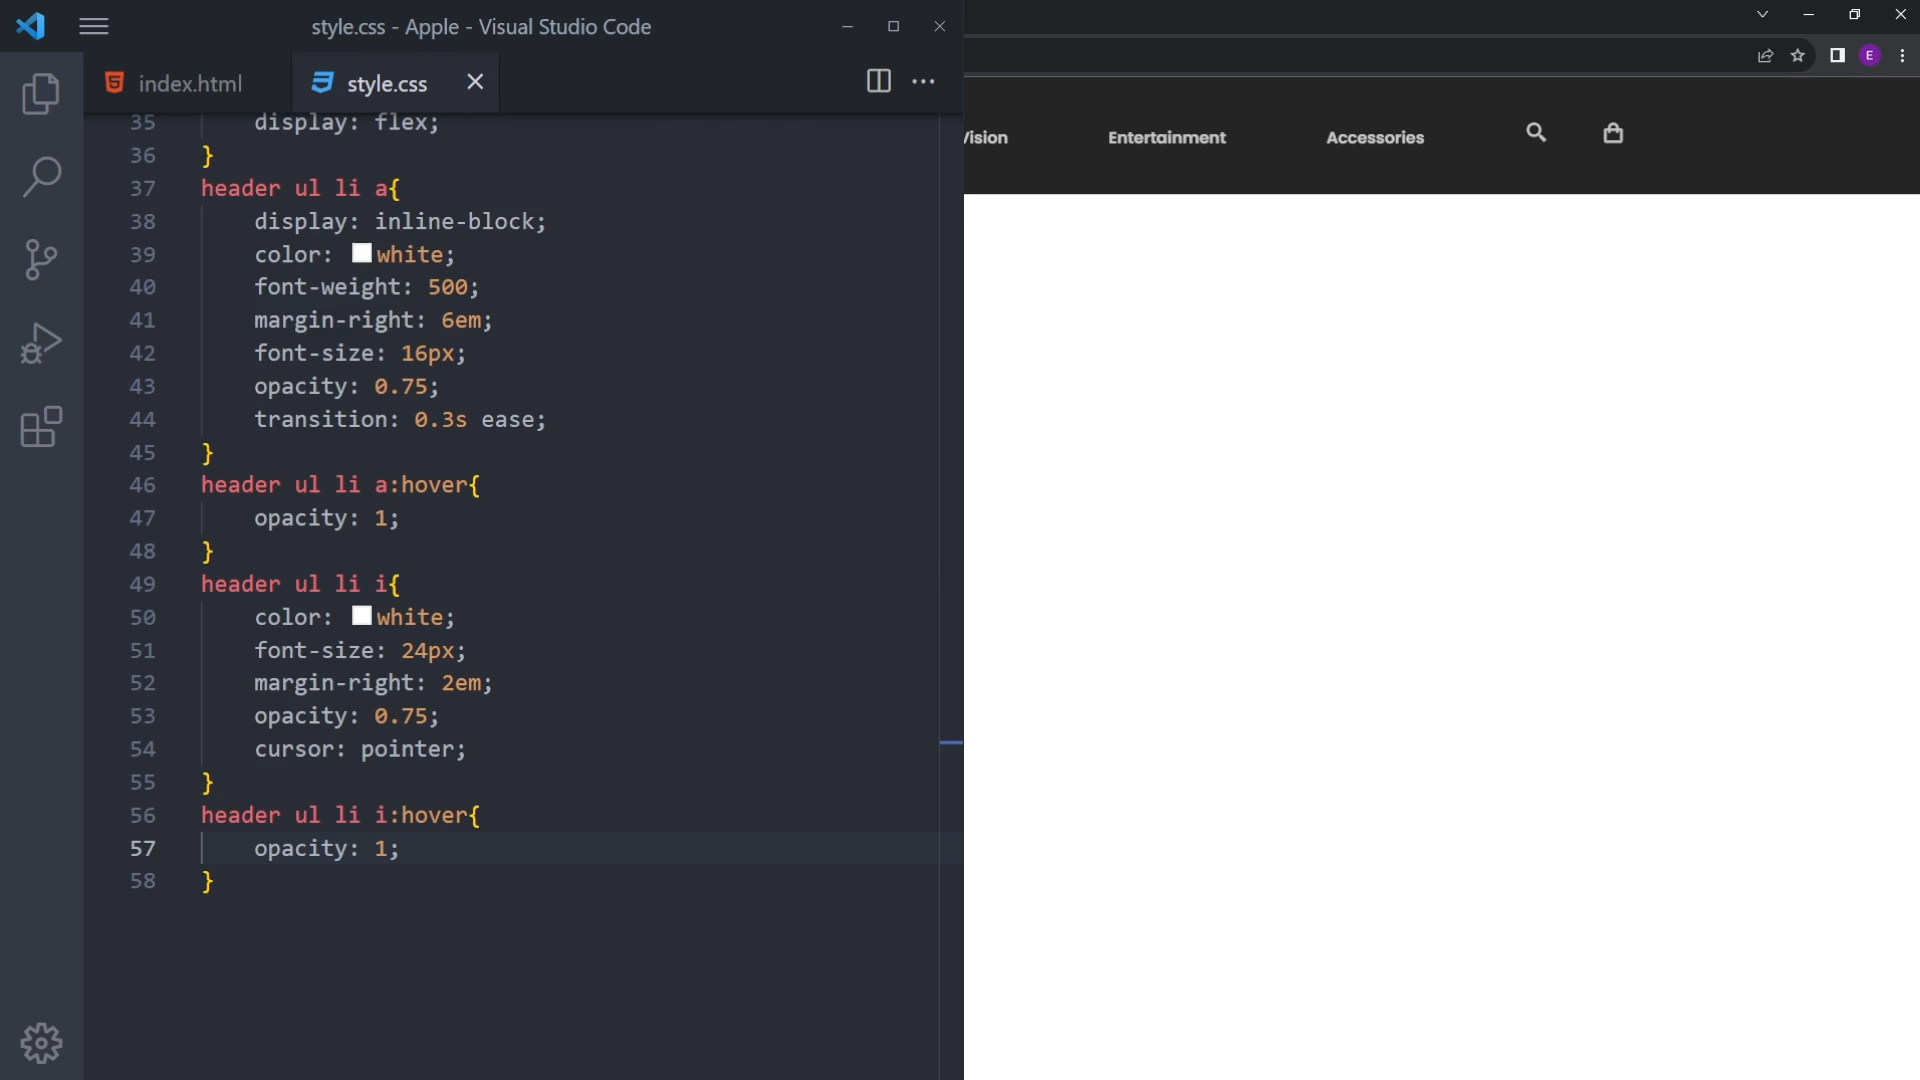 style.css - Apple - Visual Studio Code
index.html
style.css
35 display: flex;
36 }
37 header ul li a{
38 display: inline-block;
39 color: white;
40 font-weight: 500;
41 margin-right: 6em;
42 font-size: 16px;
43 opacity: 0.75;
44 transition: 0.3s ease;
45 }
46 header ul li a:hover{
47 opacity: 1;
48 }
49 header ul li i{
50 color: white;
51 font-size: 24px;
52 margin-right: 2em;
53 opacity: 0.75;
54 cursor: pointer;
55 }
56 header ul li i:hover{
57 opacity: 1;
58 }
E
Vision Entertainment Accessories